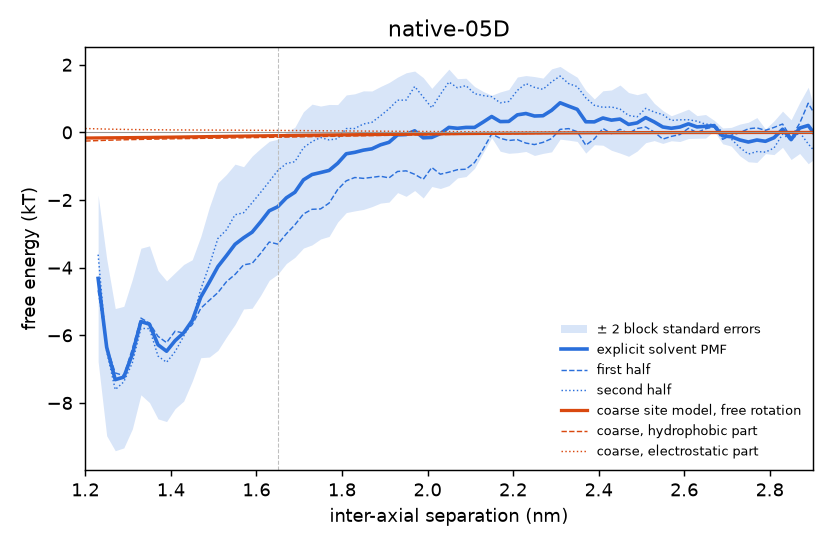 native-05D
free energy (kT)
2
0
−2
−4
−6
−8
± 2 block standard errors
explicit solvent PMF
first half
second half
coarse site model, free rotation
coarse, hydrophobic part
coarse, electrostatic part
1.2 1.4 1.6 1.8 2.0 2.2 2.4 2.6 2.8
inter-axial separation (nm)